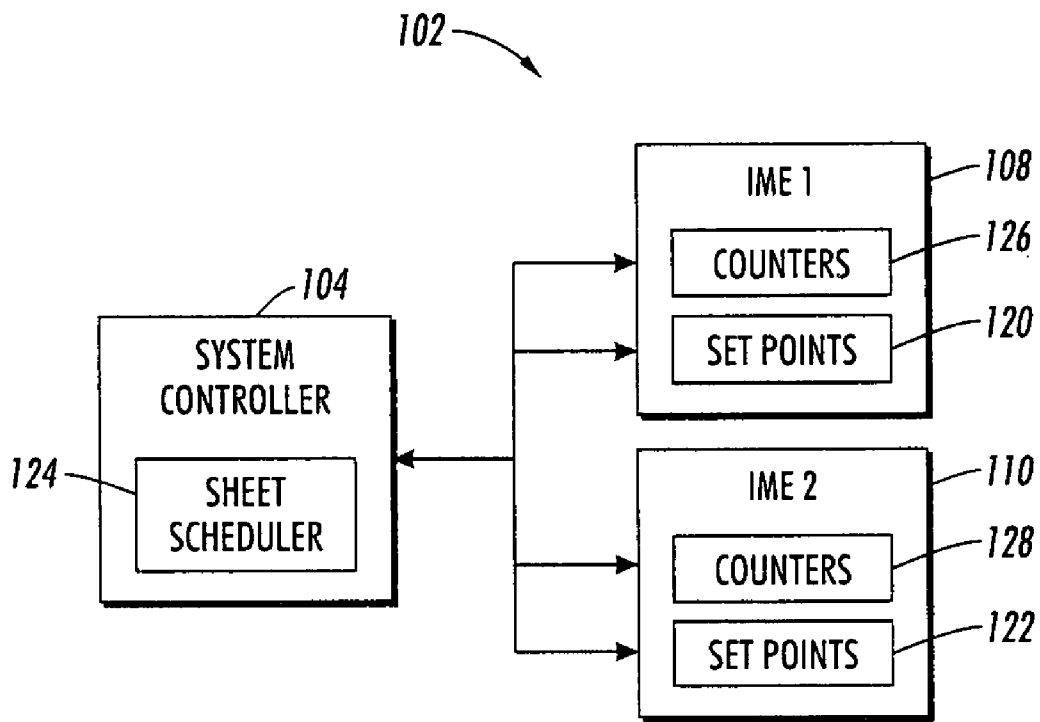 102
104
SYSTEM
CONTROLLER
124
SHEET
SCHEDULER
IME 1
108
COUNTERS
126
SET POINTS
120
IME 2
110
COUNTERS
128
SET POINTS
122